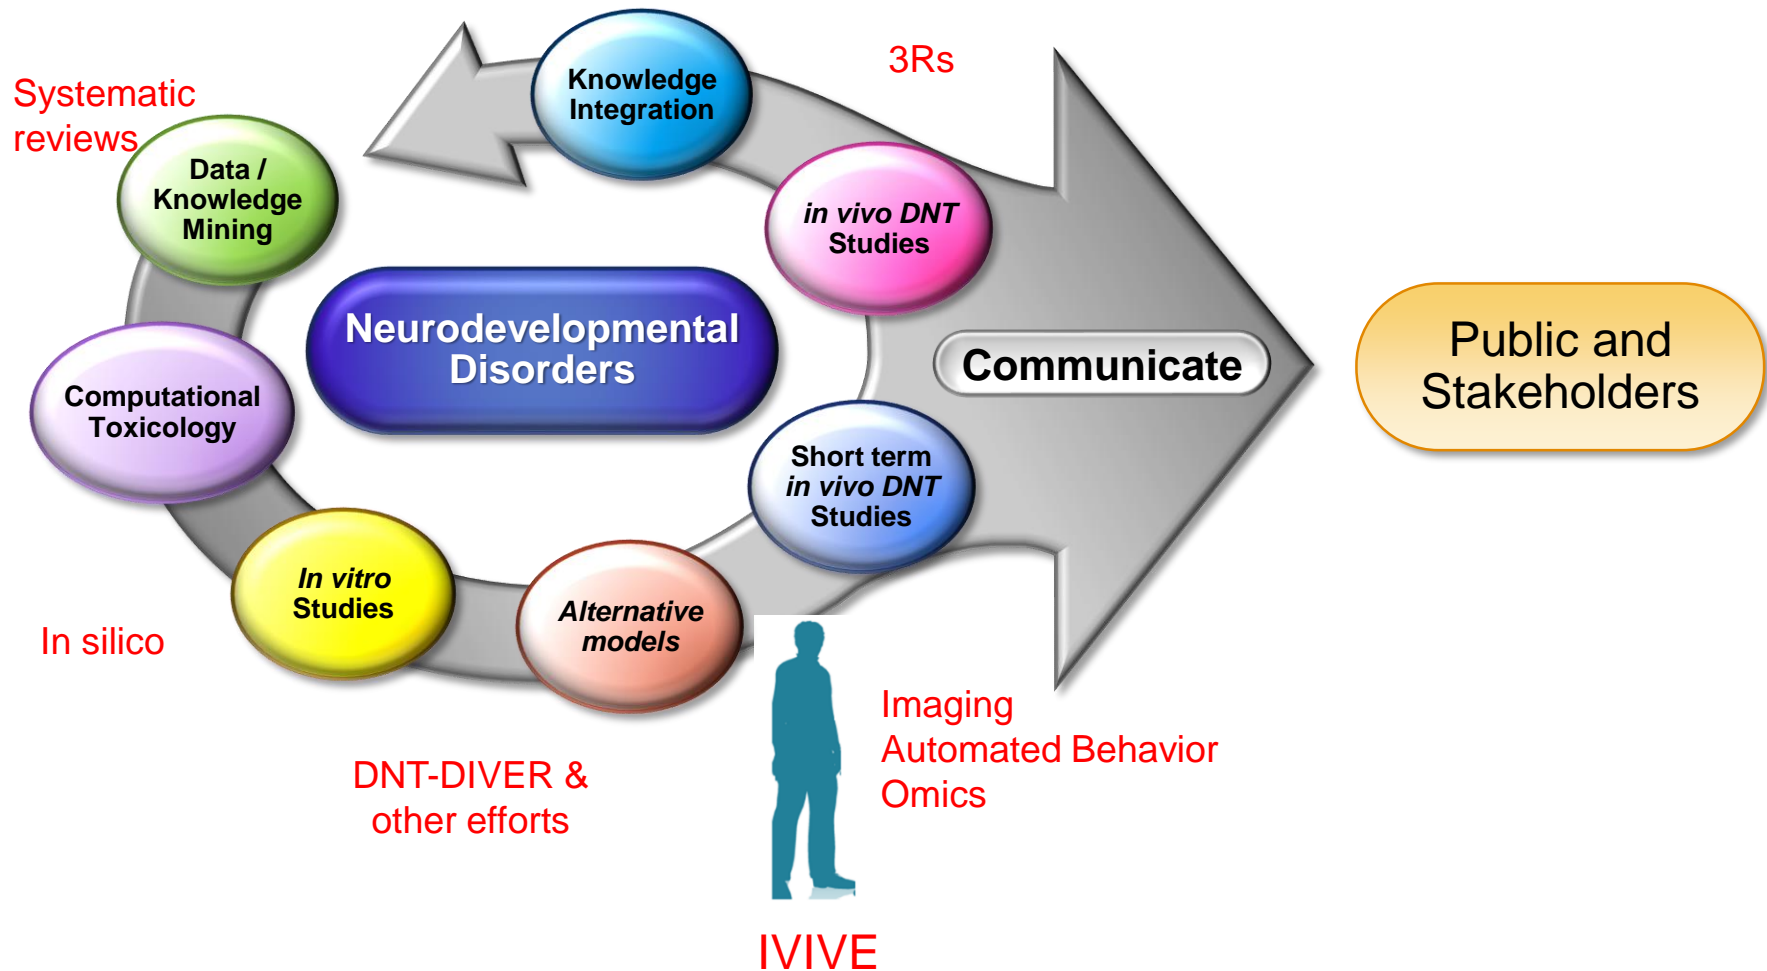 3Rs
Knowledge
Integration
Systematic
reviews
Data /
Knowledge
Mining
in vivo DNT
Studies
Neurodevelopmental
Disorders
Communicate
Public and
Stakeholders
Computational
Toxicology
Short term
in vivo DNT
Studies
In vitro
Studies
Alternative
models
In silico
Imaging
Automated Behavior
Omics
DNT-DIVER &
other efforts
IVIVE